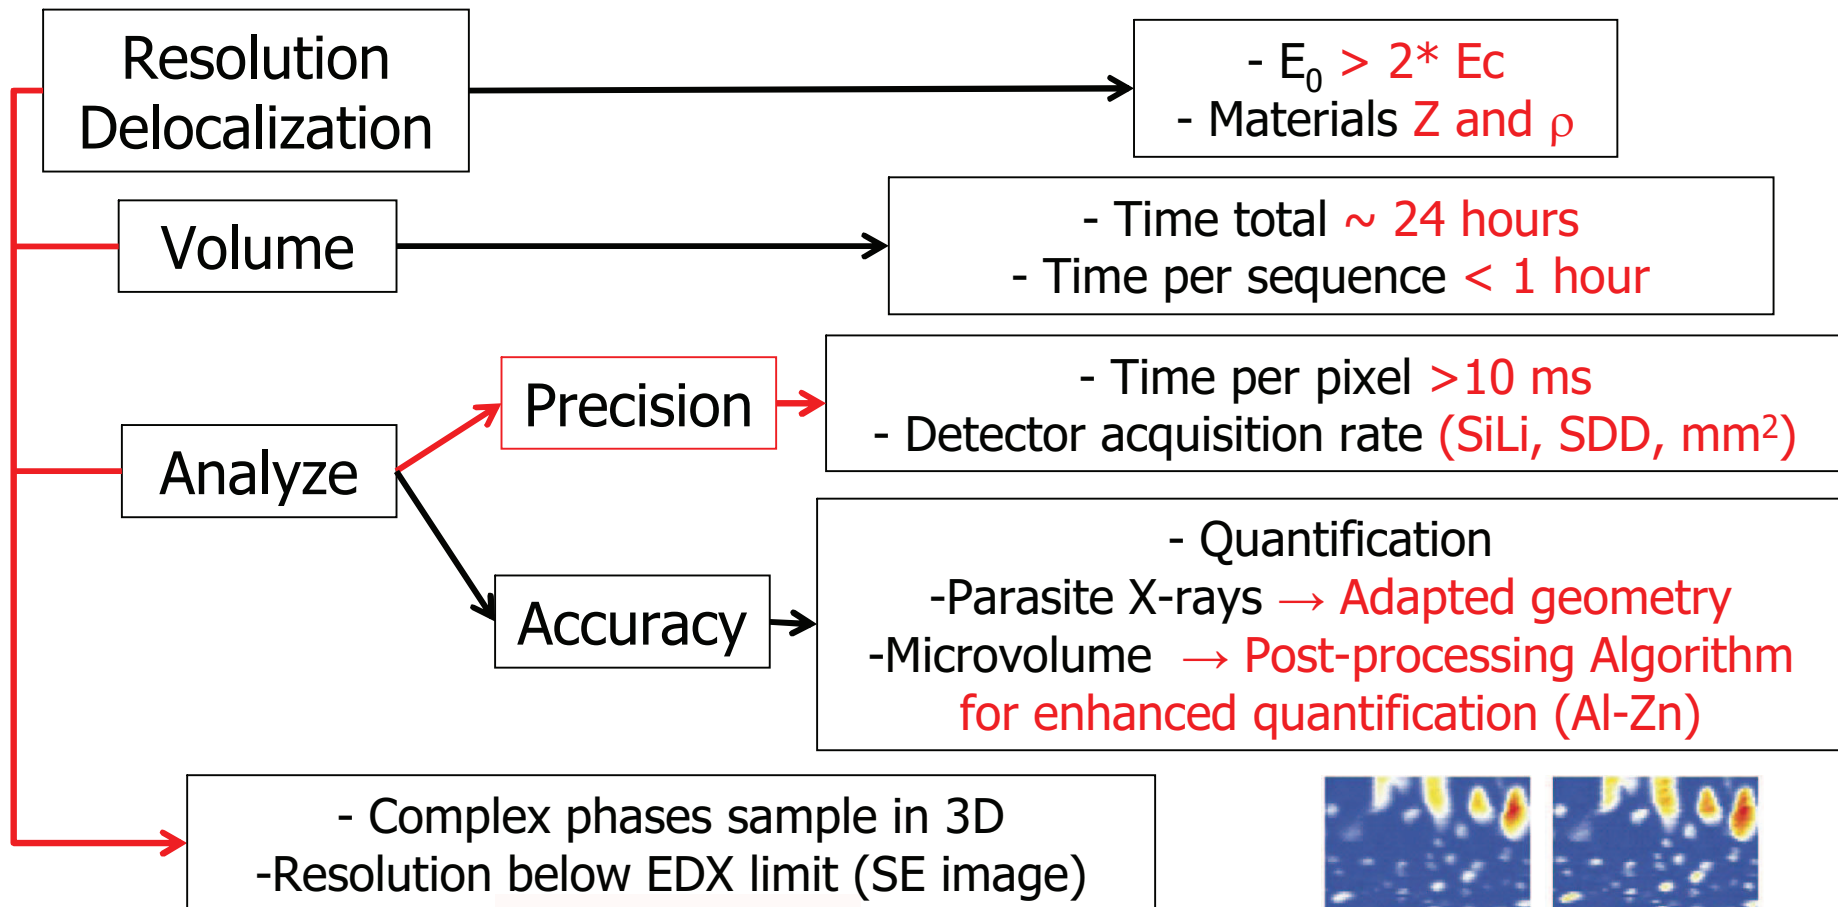 Resolution
Delocalization
- E₀ > 2* Ec
- Materials Z and ρ
Volume
- Time total ~ 24 hours
- Time per sequence < 1 hour
Analyze
Precision
- Time per pixel >10 ms
- Detector acquisition rate (SiLi, SDD, mm²)
Accuracy
- Quantification
-Parasite X-rays → Adapted geometry
-Microvolume → Post-processing Algorithm
for enhanced quantification (Al-Zn)
- Complex phases sample in 3D
-Resolution below EDX limit (SE image)